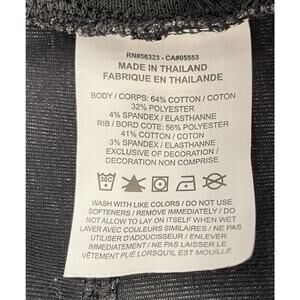 RN#56323 - CA#05553
MADE IN THAILAND
FABRIQUE EN THAILANDE
BODY / CORPS: 64% COTTON / COTON
32% POLYESTER
4% SPANDEX / ELASTHANNE
RIB / BORD COTE: 56% POLYESTER
41% COTTON / COTON
3% SPANDEX / ELASTHANNE
EXCLUSIVE OF DECORATION /
DECORATION NON COMPRISE
30C
WASH WITH LIKE COLORS / DO NOT USE
SOFTENERS / REMOVE IMMEDIATELY / DO
NOT ALLOW TO LAY ON ITSELF WHEN WET
LAVER AVEC COULEURS SIMILAIRES / NE PAS
UTILISER D'ADOUCISSEUR / ENLEVER
IMMÉDIATEMENT / NE PAS LAISSER LE
VÊTEMENT PLIÉ LORSQU'IL EST MOUILLÉ